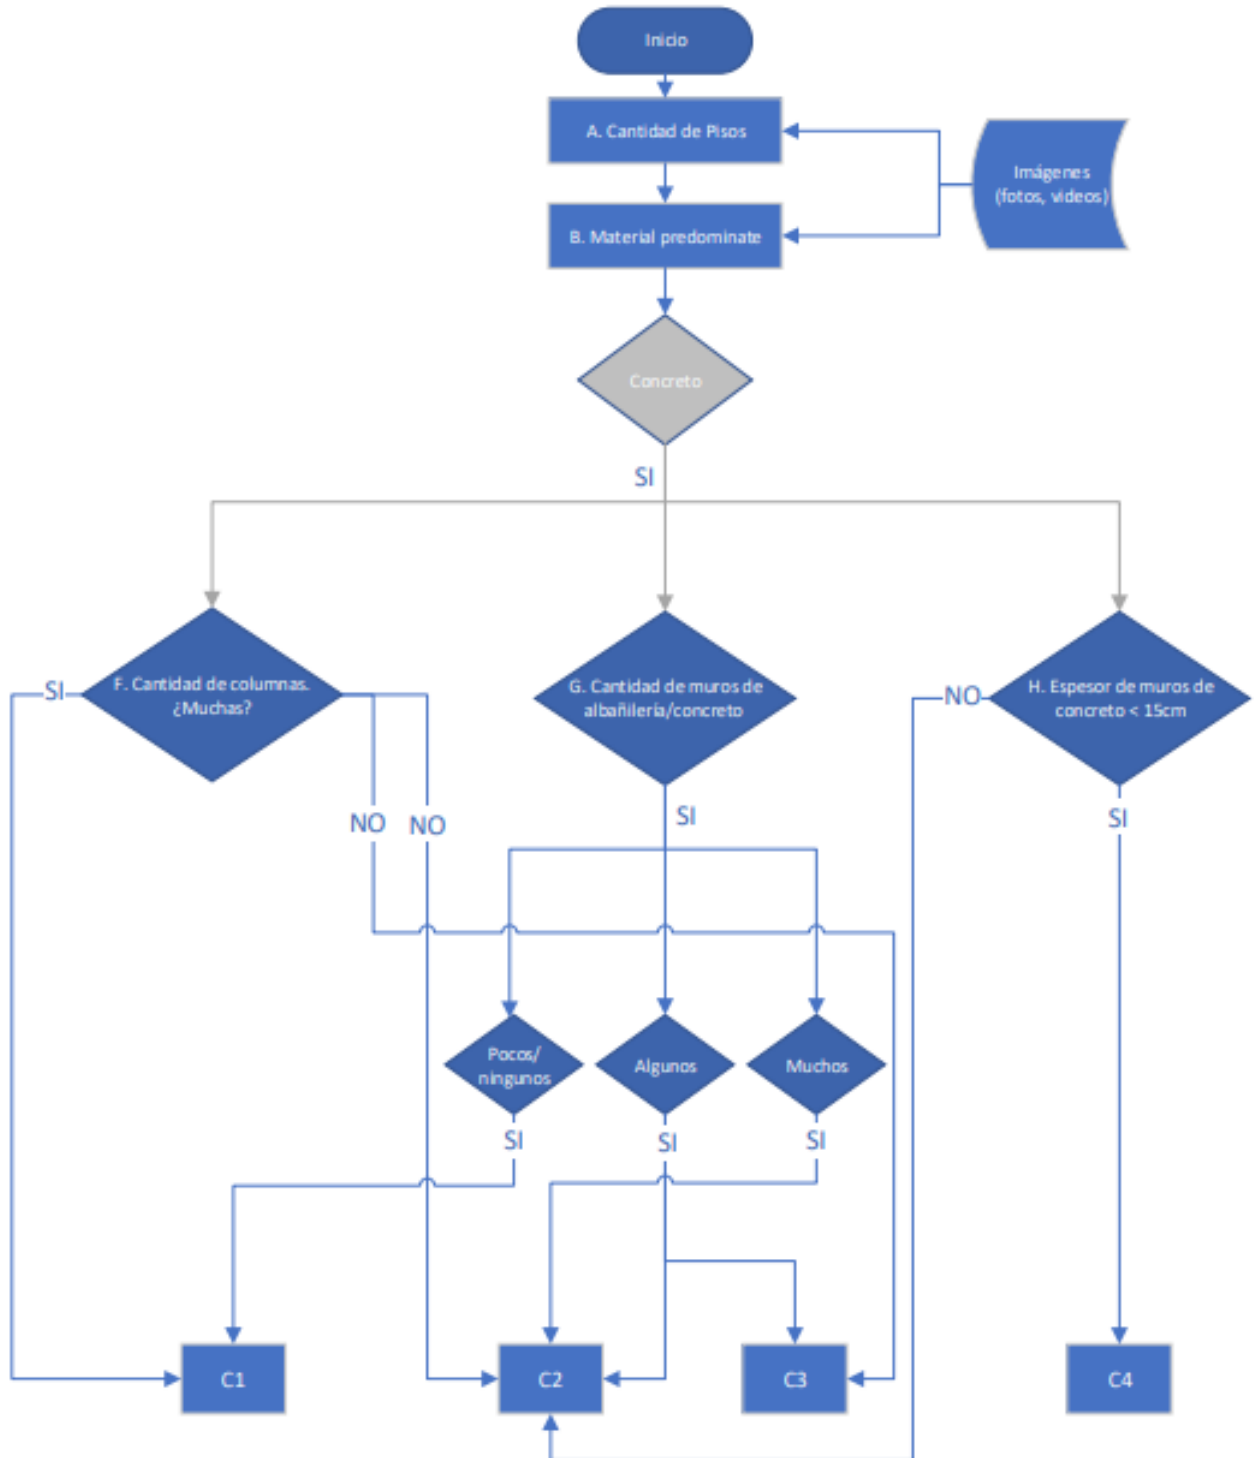 Inicio
A. Cantidad de Pisos
Imágenes
(fotos, videos)
B. Material predominate
Concreto
SI
F. Cantidad de columnas.
¿Muchas?
SI
G. Cantidad de muros de
albañilería/concreto
NO
H. Espesor de muros de
concreto < 15cm
NO
NO
SI
SI
Pocos/
ningunos
Algunos
Muchos
SI
SI
SI
C1
C2
C3
C4